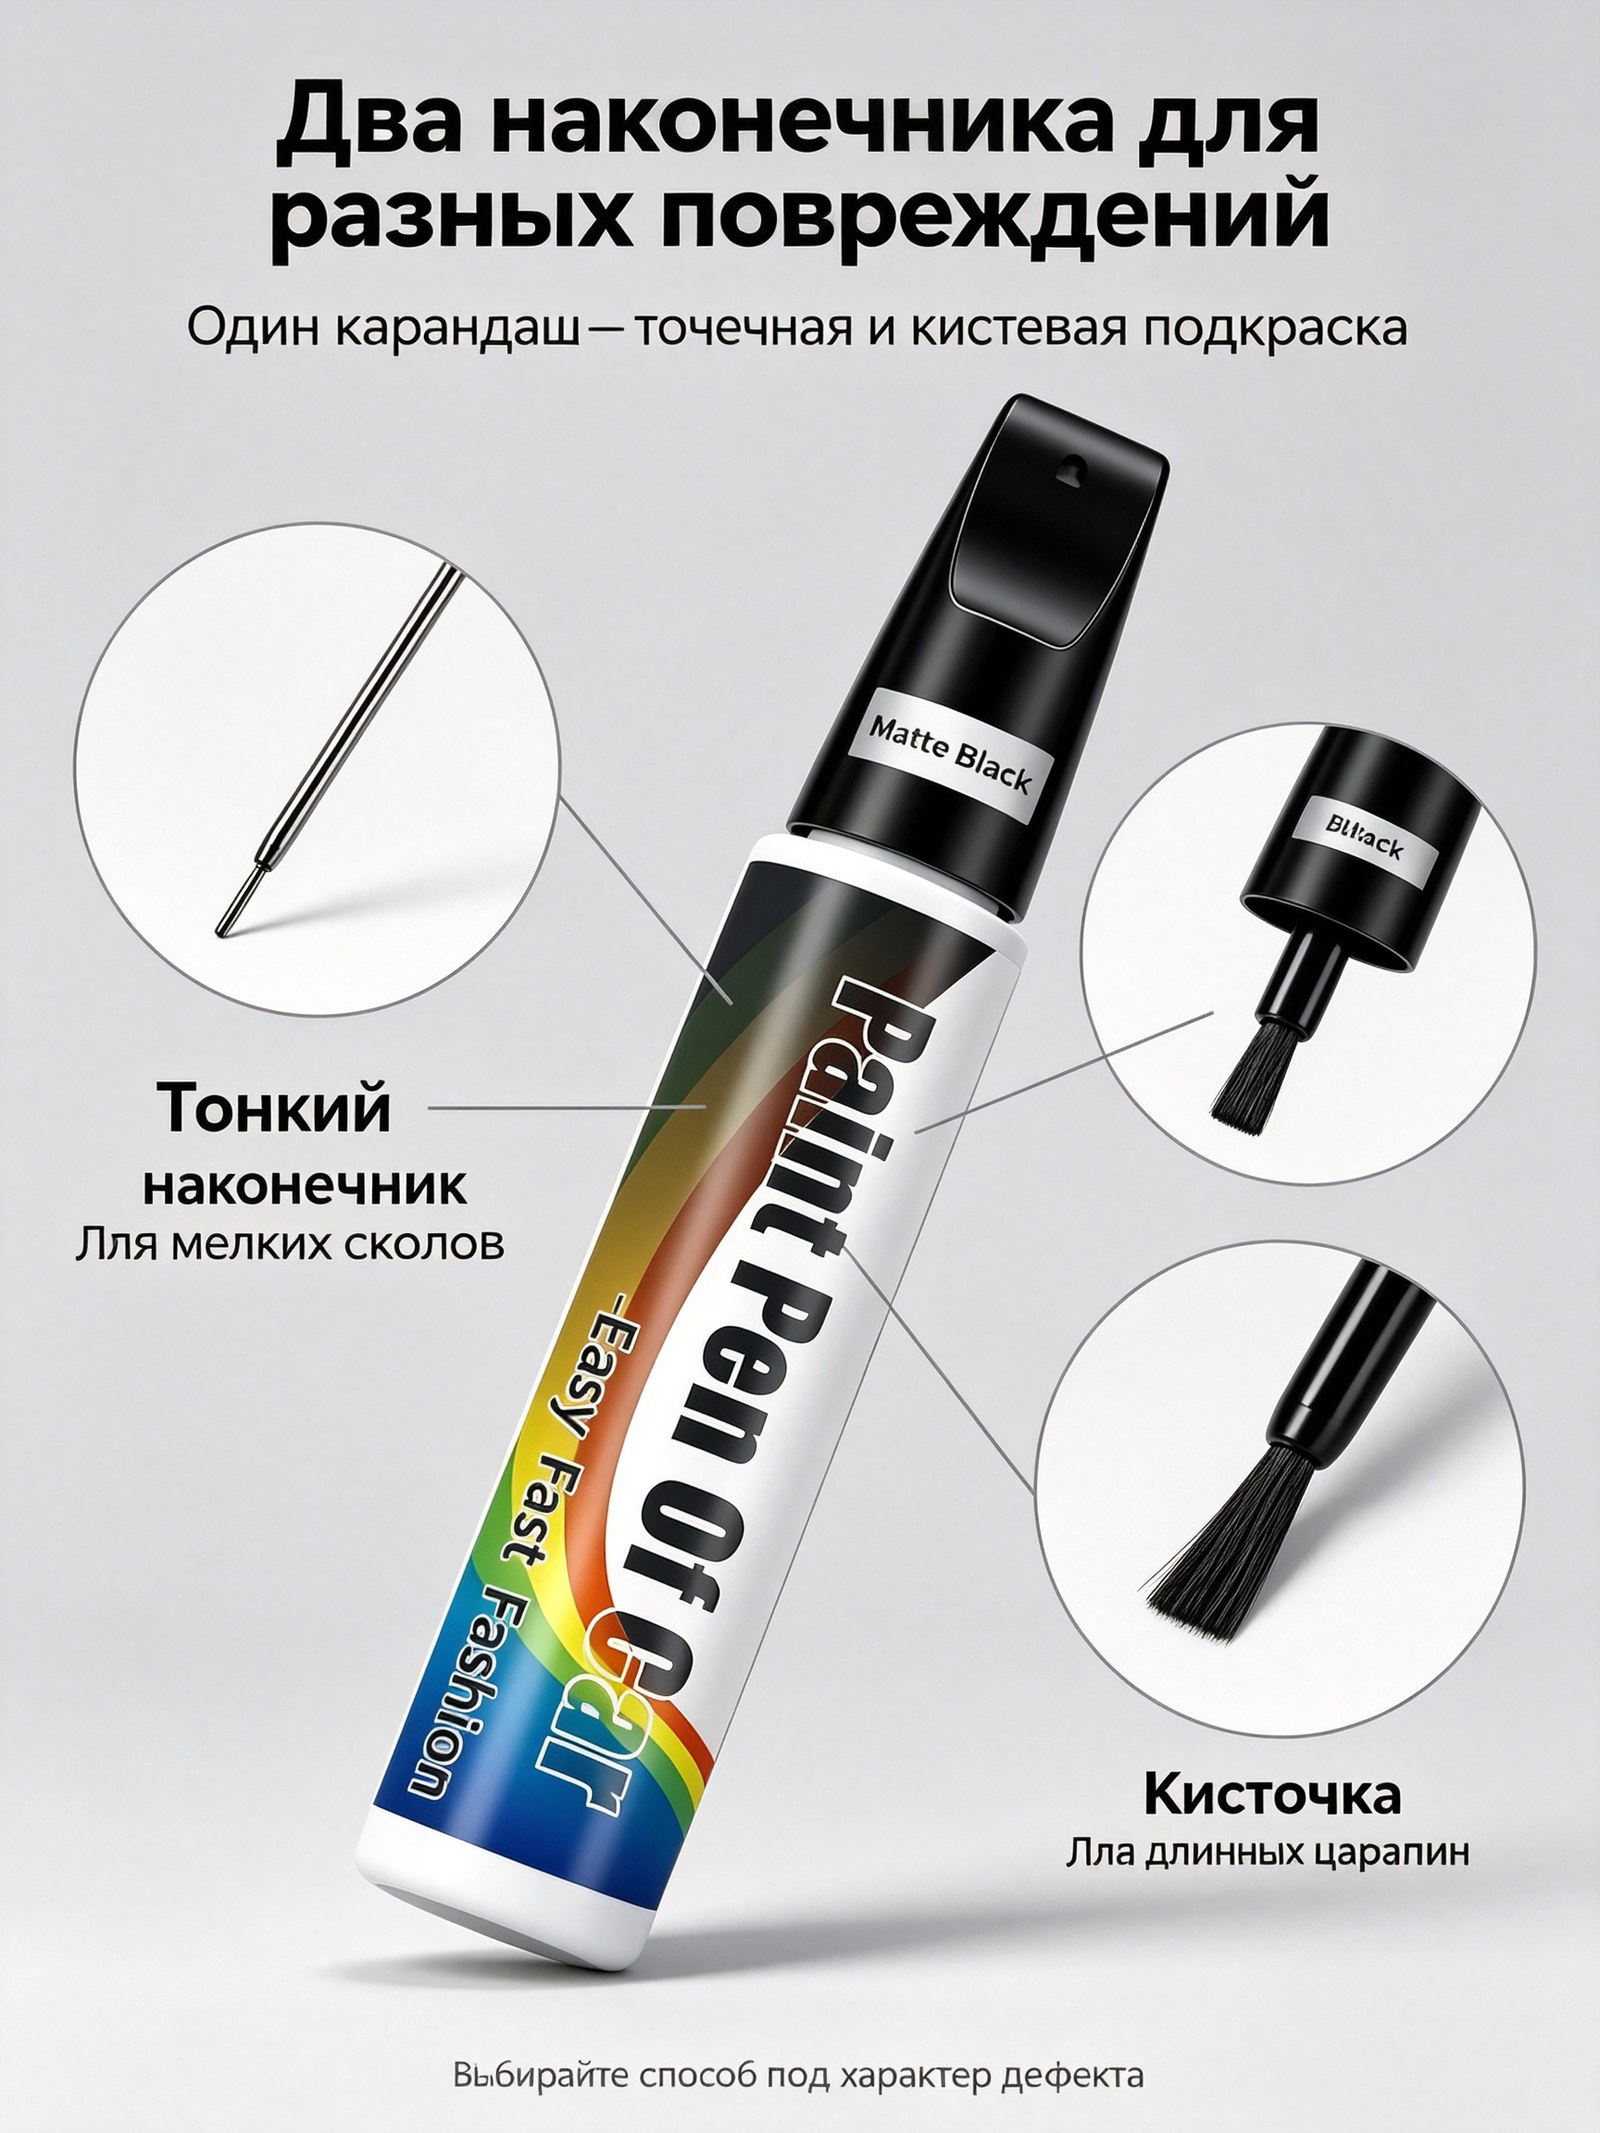 Два наконечника для
разных повреждений
Один карандаш — точечная и кистевая подкраска
Matte Black
Paint Pen Of Car
-Easy Fast Fashion
Тонкий
наконечник
Лля мелких сколов
Кисточка
Лла длинных царапин
Выбирайте способ под характер дефекта